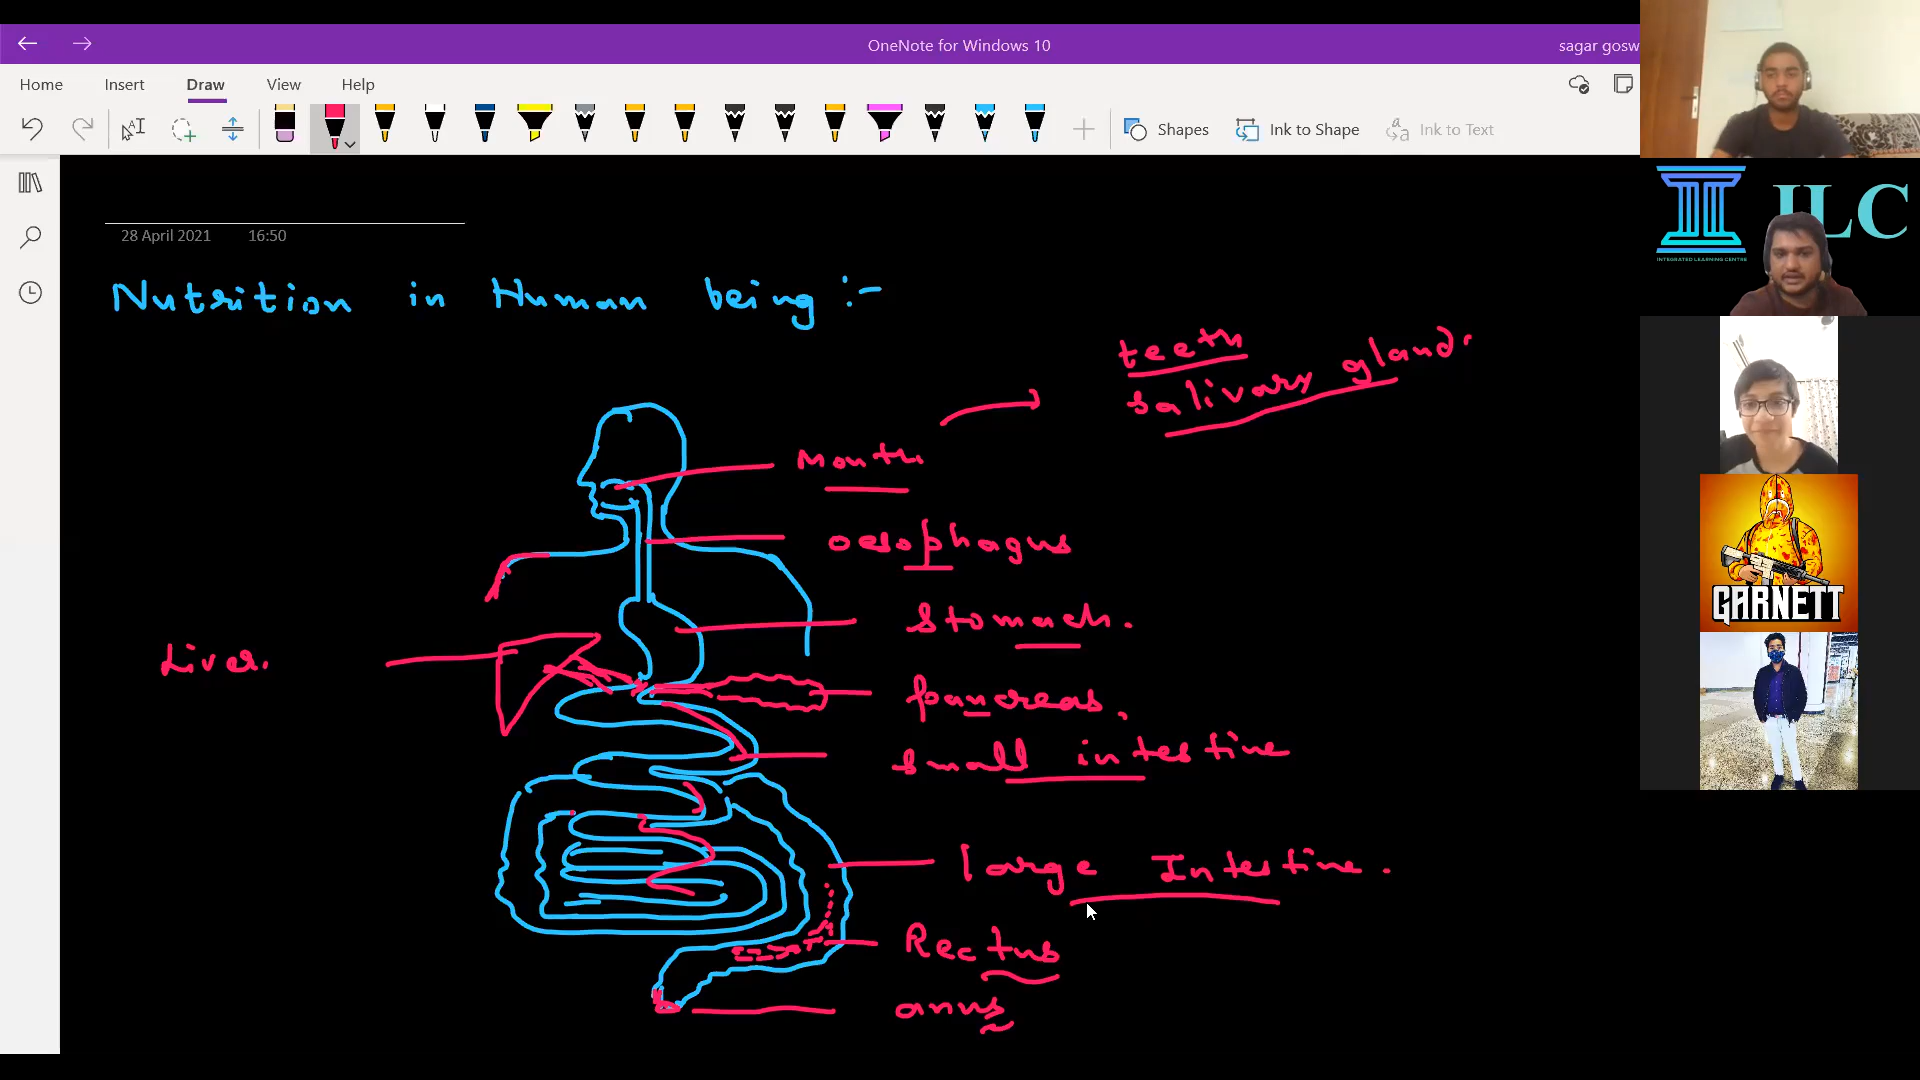 OneNote for Windows 10
sagar gosw
Home Insert Draw View Help
Shapes Ink to Shape Ink to Text
ILC
INTEGRATED LEARNING CENTRE
28 April 2021 16:50
Nutrition in Human being :-
teeth
salivary gland.
Mouth.
oesophagus
Stomach.
Liver.
pancreas,
small intestine
large Intestine.
Rectus
anus
GARNETT